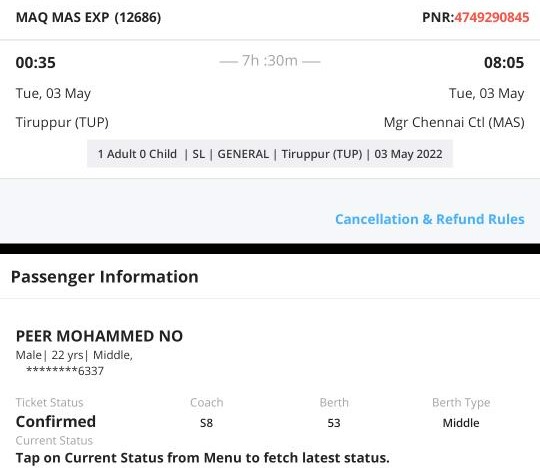 MAQ MAS EXP (12686) PNR:4749290845
00:35 7h :30m 08:05
Tue, 03 May Tue, 03 May
Tiruppur (TUP) Mgr Chennai Ctl (MAS)
1 Adult 0 Child | SL | GENERAL | Tiruppur (TUP) | 03 May 2022
Cancellation & Refund Rules
Passenger Information
PEER MOHAMMED NO
Male| 22 yrs| Middle,
********6337
Ticket Status Coach Berth Berth Type
Confirmed S8 53 Middle
Current Status
Tap on Current Status from Menu to fetch latest status.